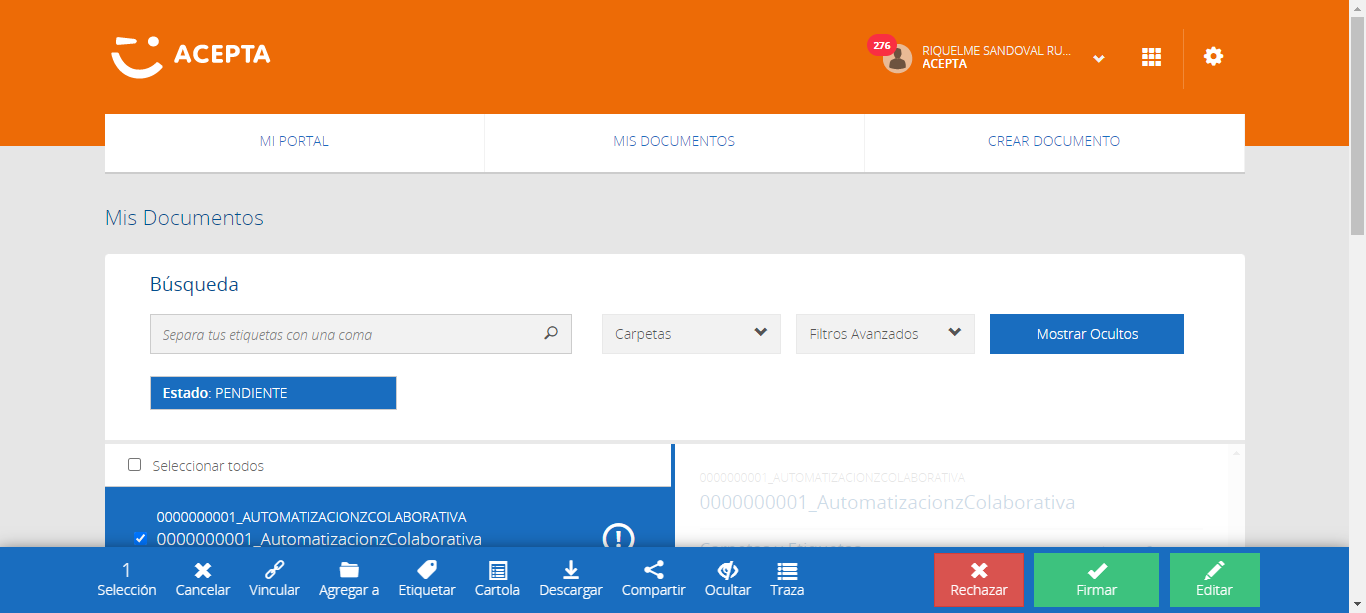 ACEPTA
276
RIQUELME SANDOVAL RU...
ACEPTA
MI PORTAL
MIS DOCUMENTOS
CREAR DOCUMENTO
Mis Documentos
Búsqueda
Separa tus etiquetas con una coma
Carpetas
Filtros Avanzados
Mostrar Ocultos
Estado: PENDIENTE
Seleccionar todos
0000000001_AUTOMATIZACIONZCOLABORATIVA
0000000001_AutomatizacionzColaborativa
0000000001_AUTOMATIZACIONZCOLABORATIVA
0000000001_AutomatizacionzColaborativa
Carpetas y Etiquetas
1
Selección
Cancelar
Vincular
Agregar a
Etiquetar
Cartola
Descargar
Compartir
Ocultar
Traza
Rechazar
Firmar
Editar